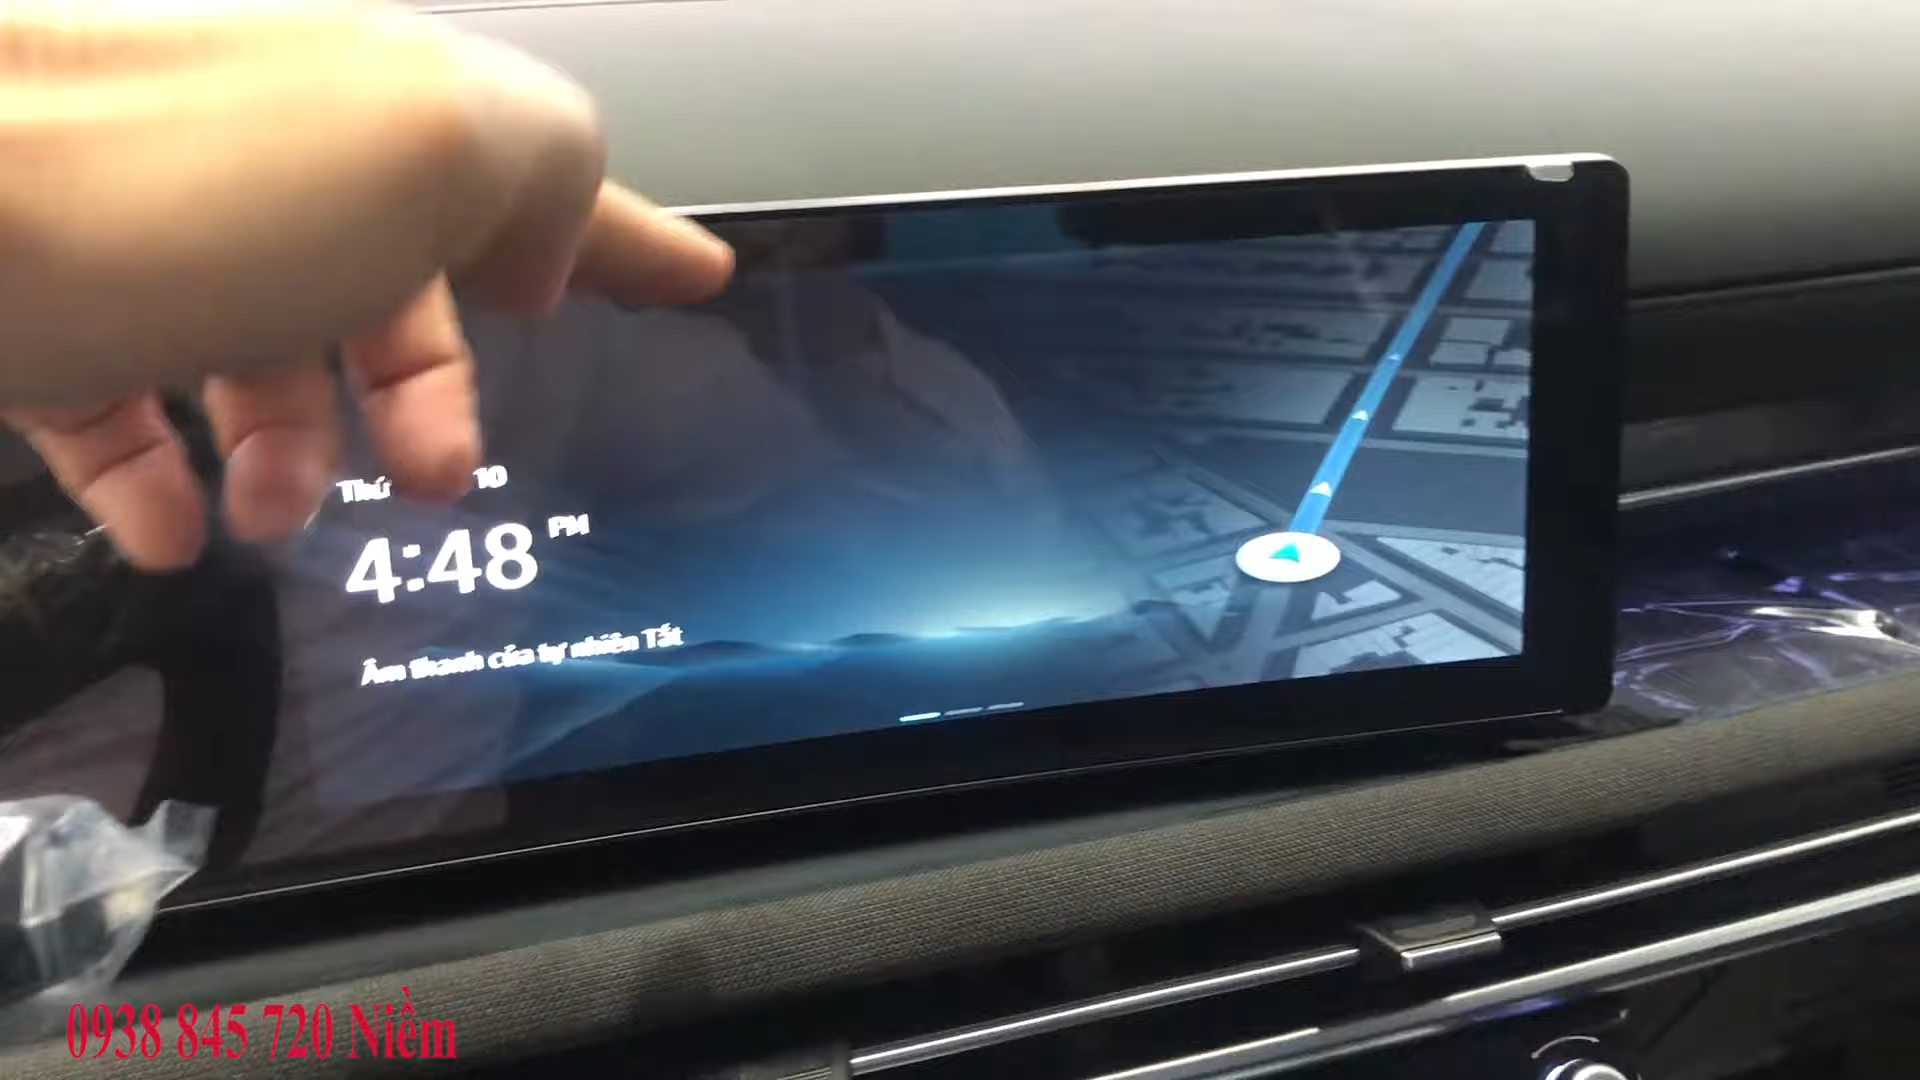 Thứ 10
4:48 PM
Âm thanh của tự nhiên Tắt
0938 845 720 Niềm